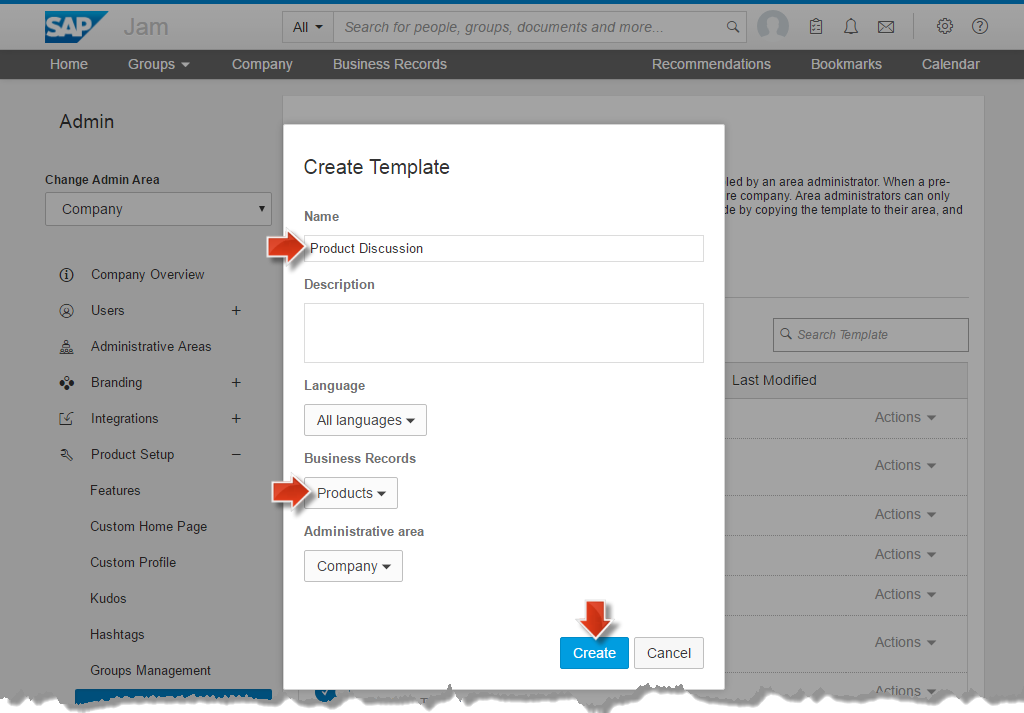 SAP Jam
All
Search for people, groups, documents and more...
Home Groups Company Business Records Recommendations Bookmarks Calendar
Admin
Change Admin Area
Company
Company Overview
Users
Administrative Areas
Branding
Integrations
Product Setup
Features
Custom Home Page
Custom Profile
Kudos
Hashtags
Groups Management
led by an area administrator. When a pre-
re company. Area administrators can only
de by copying the template to their area, and
Search Template
Last Modified
Actions
Actions
Actions
Actions
Actions
Actions
Actions
Create Template
Name
Product Discussion
Description
Language
All languages
Business Records
Products
Administrative area
Company
Create Cancel